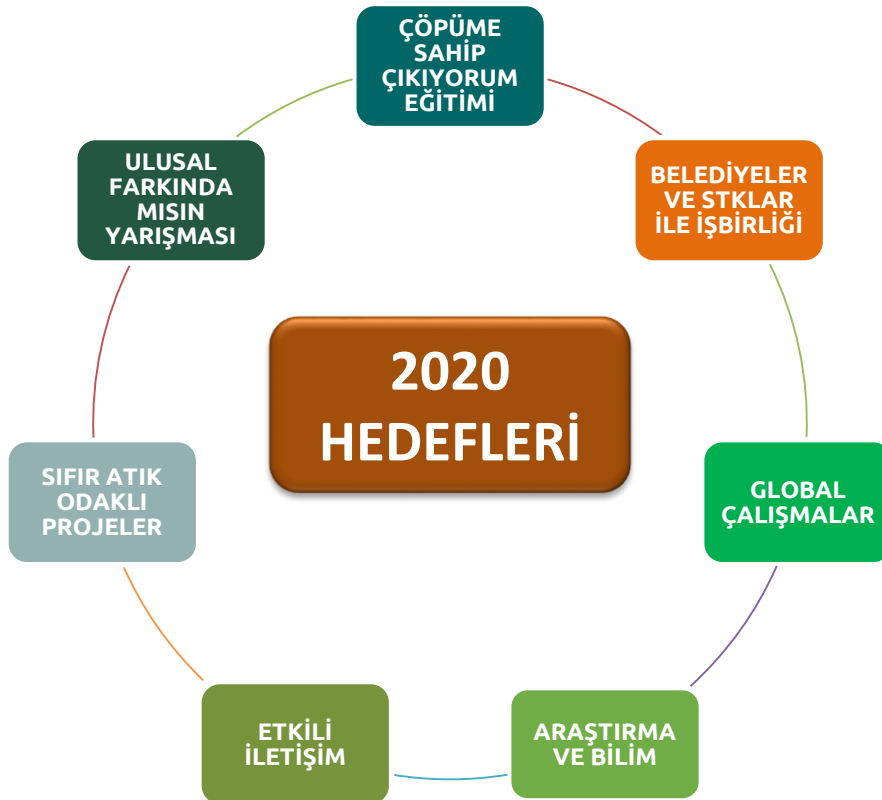 ÇÖPÜME
SAHİP
ÇIKIYORUM
EĞİTİMİ
BELEDİYELER
VE STKLAR
İLE İŞBİRLİĞİ
GLOBAL
ÇALIŞMALAR
ARAŞTIRMA
VE BİLİM
ETKİLİ
İLETİŞİM
SIFIR ATIK
ODAKLI
PROJELER
ULUSAL
FARKINDA
MISIN
YARIŞMASI
2020
HEDEFLERİ